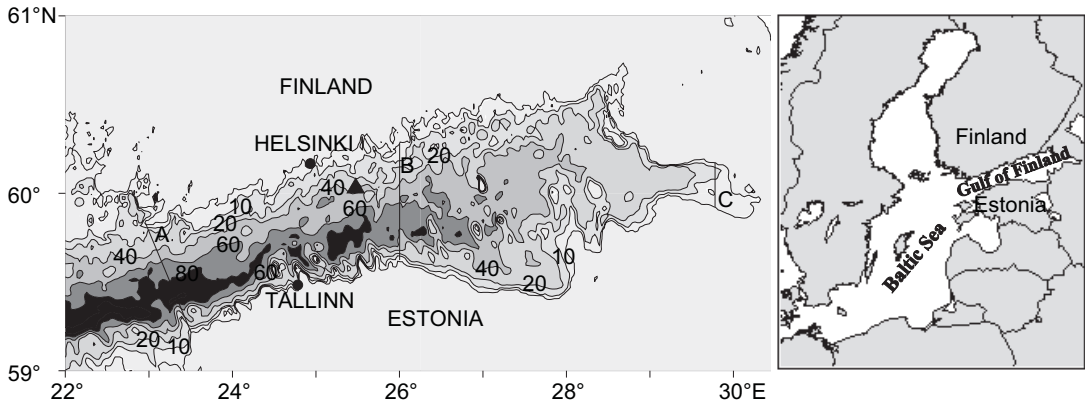 61°N
FINLAND
HELSINKI
B
20
40
C
60°
10
60
20
A
60
40
80
60
10
40
20
TALLINN
ESTONIA
20
10
59°
22
24
26
28
30°E
Finland
Gulf of Finland
Estonia
Baltic Sea